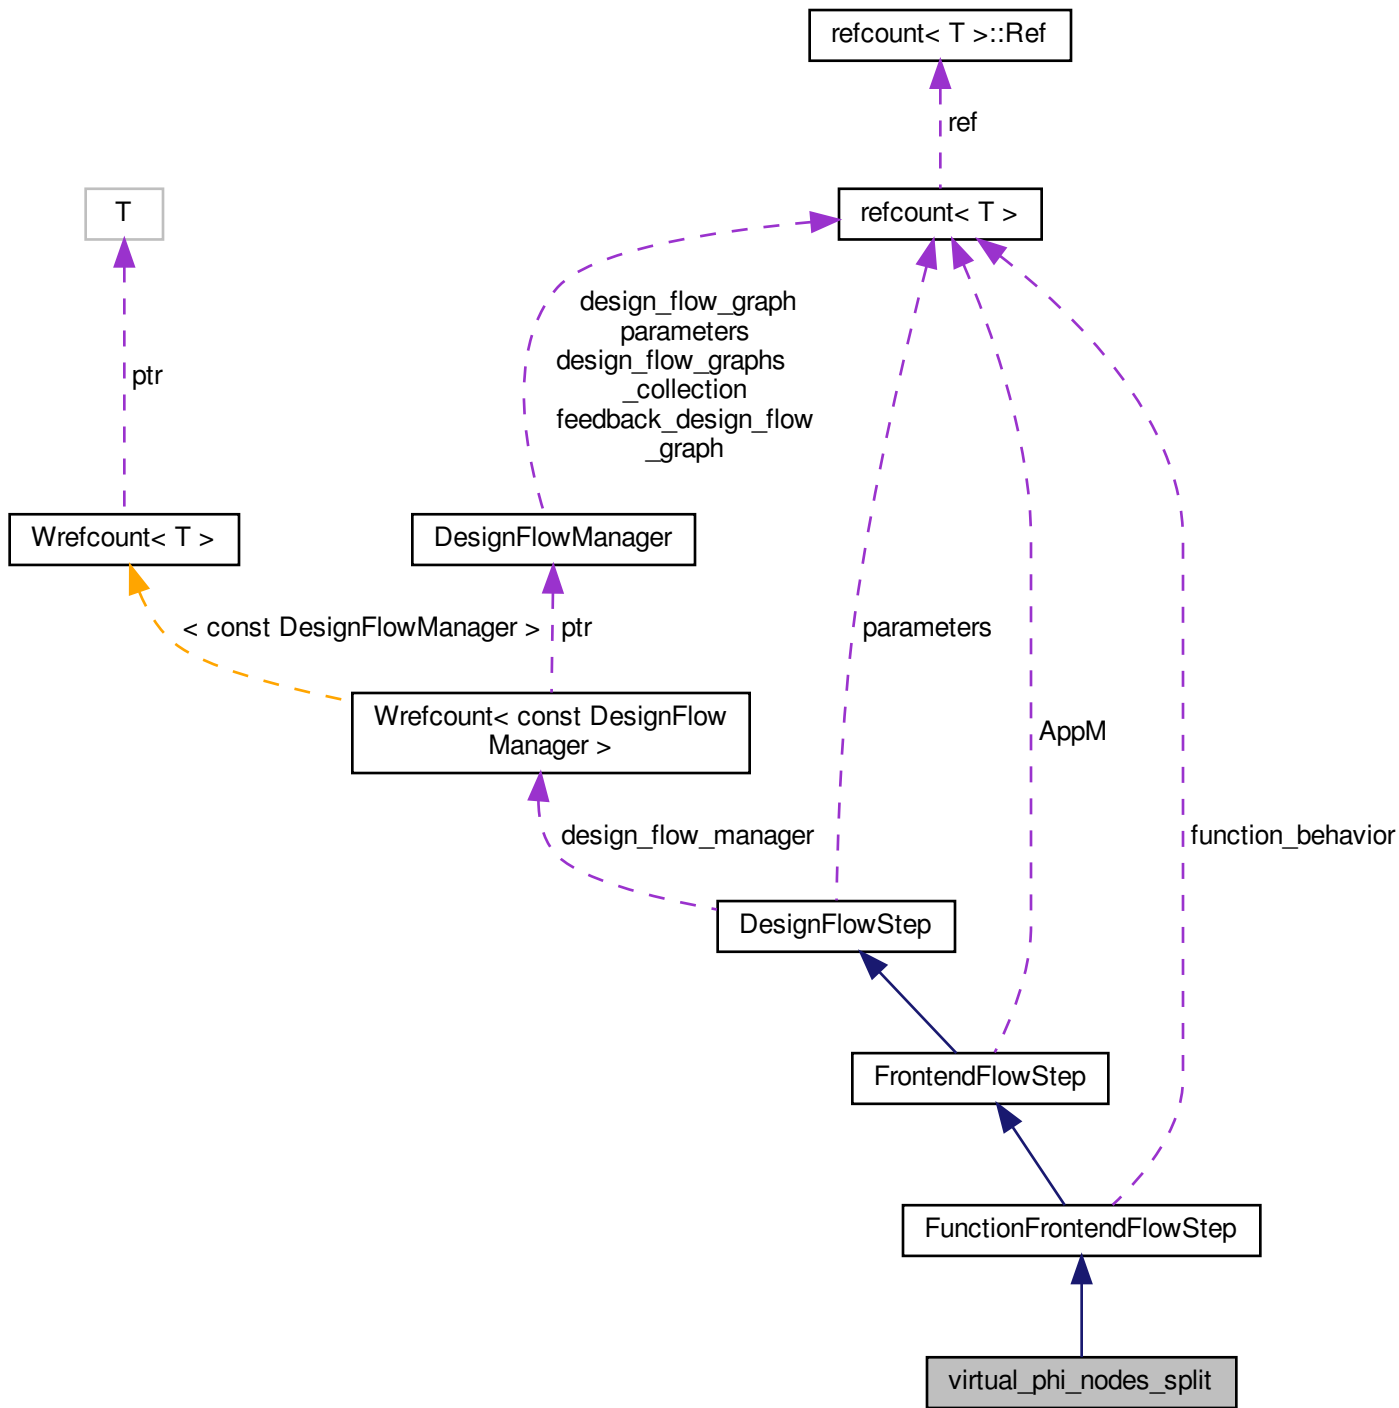 refcount< T >::Ref
ref
T
refcount< T >
design_flow_graph
parameters
design_flow_graphs
_collection
feedback_design_flow
_graph
ptr
Wrefcount< T >
DesignFlowManager
< const DesignFlowManager >
ptr
parameters
Wrefcount< const DesignFlow
Manager >
AppM
design_flow_manager
function_behavior
DesignFlowStep
FrontendFlowStep
FunctionFrontendFlowStep
virtual_phi_nodes_split